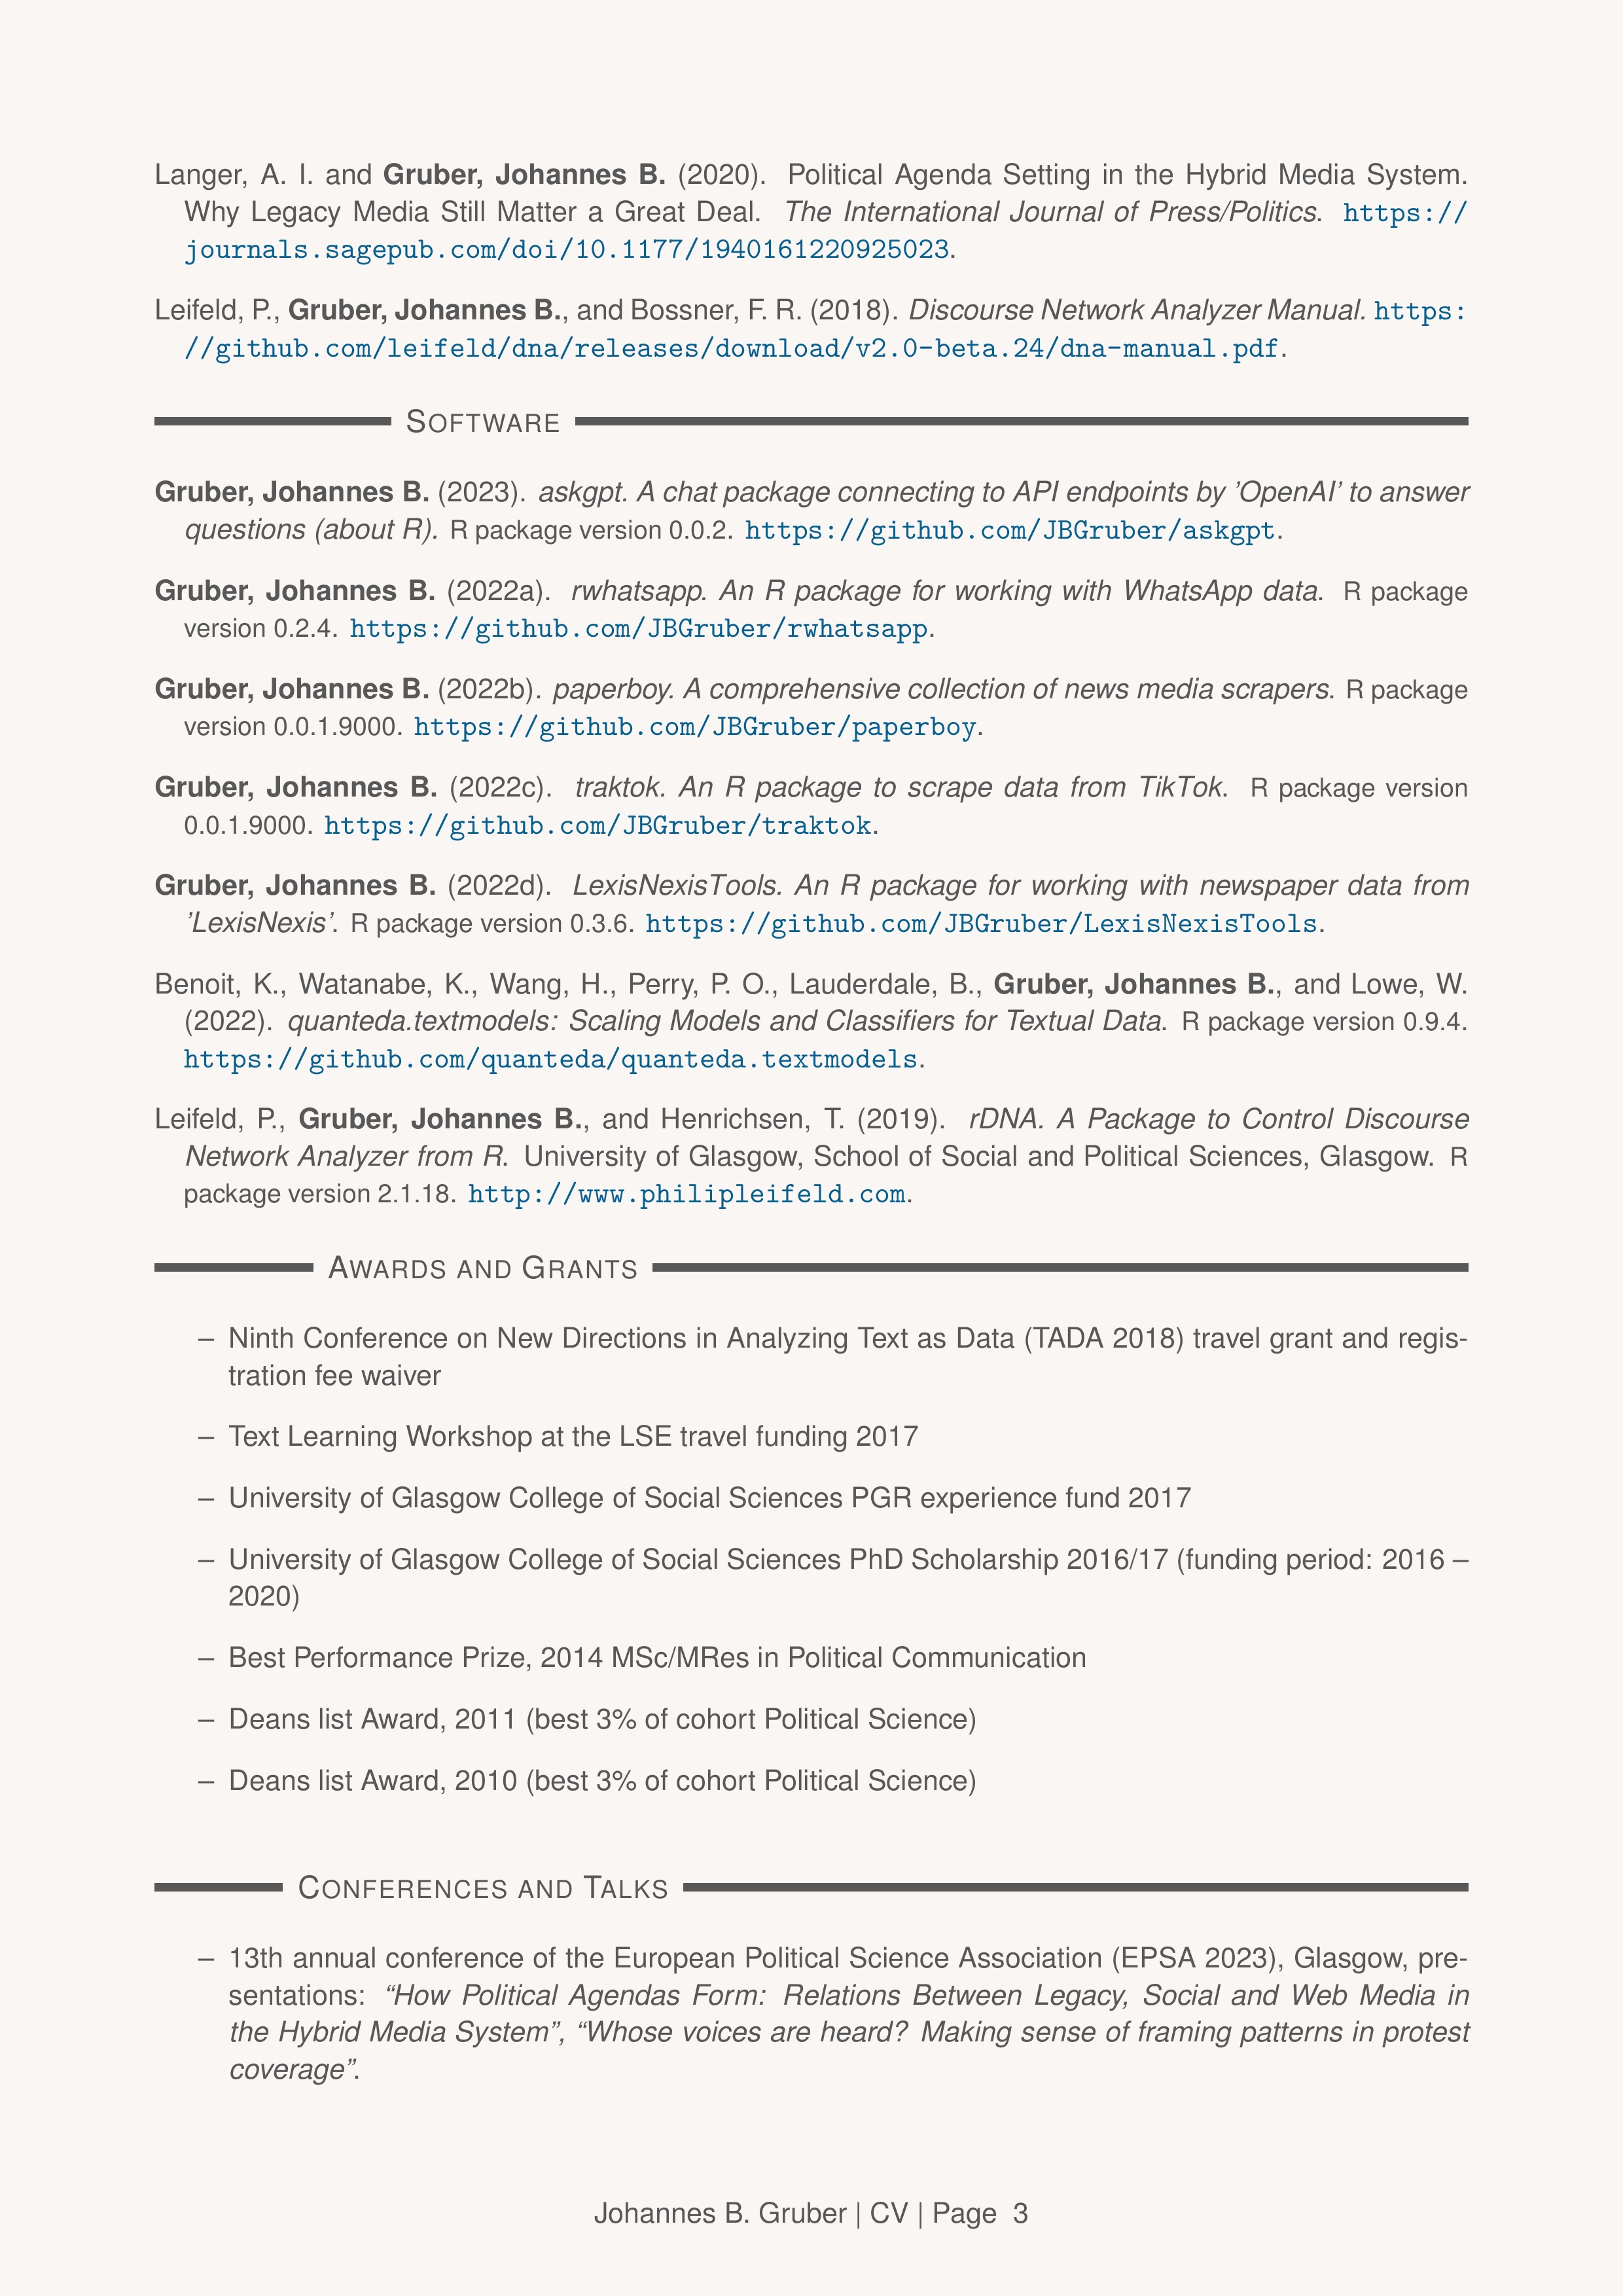 Langer, A. I. and Gruber, Johannes B. (2020). Political Agenda Setting in the Hybrid Media System.
Why Legacy Media Still Matter a Great Deal. The International Journal of Press/Politics. https://
journals.sagepub.com/doi/10.1177/1940161220925023.
Leifeld, P., Gruber, Johannes B., and Bossner, F. R. (2018). Discourse Network Analyzer Manual. https:
//github.com/leifeld/dna/releases/download/v2.0-beta.24/dna-manual.pdf.
SOFTWARE
Gruber, Johannes B. (2023). askgpt. A chat package connecting to API endpoints by 'OpenAI' to answer
questions (about R). R package version 0.0.2. https://github.com/JBGruber/askgpt.
Gruber, Johannes B. (2022a). rwhatsapp. An R package for working with WhatsApp data. R package
version 0.2.4. https://github.com/JBGruber/rwhatsapp.
Gruber, Johannes B. (2022b). paperboy. A comprehensive collection of news media scrapers. R package
version 0.0.1.9000. https://github.com/JBGruber/paperboy.
Gruber, Johannes B. (2022c). traktok. An R package to scrape data from TikTok. R package version
0.0.1.9000. https://github.com/JBGruber/traktok.
Gruber, Johannes B. (2022d). LexisNexisTools. An R package for working with newspaper data from
'LexisNexis'. R package version 0.3.6. https://github.com/JBGruber/LexisNexisTools.
Benoit, K., Watanabe, K., Wang, H., Perry, P. O., Lauderdale, B., Gruber, Johannes B., and Lowe, W.
(2022). quanteda.textmodels: Scaling Models and Classifiers for Textual Data. R package version 0.9.4.
https://github.com/quanteda/quanteda.textmodels.
Leifeld, P., Gruber, Johannes B., and Henrichsen, T. (2019). rDNA. A Package to Control Discourse
Network Analyzer from R. University of Glasgow, School of Social and Political Sciences, Glasgow. R
package version 2.1.18. http://www.philipleifeld.com.
AWARDS AND GRANTS
– Ninth Conference on New Directions in Analyzing Text as Data (TADA 2018) travel grant and regis-
tration fee waiver
– Text Learning Workshop at the LSE travel funding 2017
– University of Glasgow College of Social Sciences PGR experience fund 2017
– University of Glasgow College of Social Sciences PhD Scholarship 2016/17 (funding period: 2016 –
2020)
– Best Performance Prize, 2014 MSc/MRes in Political Communication
– Deans list Award, 2011 (best 3% of cohort Political Science)
– Deans list Award, 2010 (best 3% of cohort Political Science)
CONFERENCES AND TALKS
– 13th annual conference of the European Political Science Association (EPSA 2023), Glasgow, pre-
sentations: “How Political Agendas Form: Relations Between Legacy, Social and Web Media in
the Hybrid Media System”, “Whose voices are heard? Making sense of framing patterns in protest
coverage”.
Johannes B. Gruber | CV | Page 3